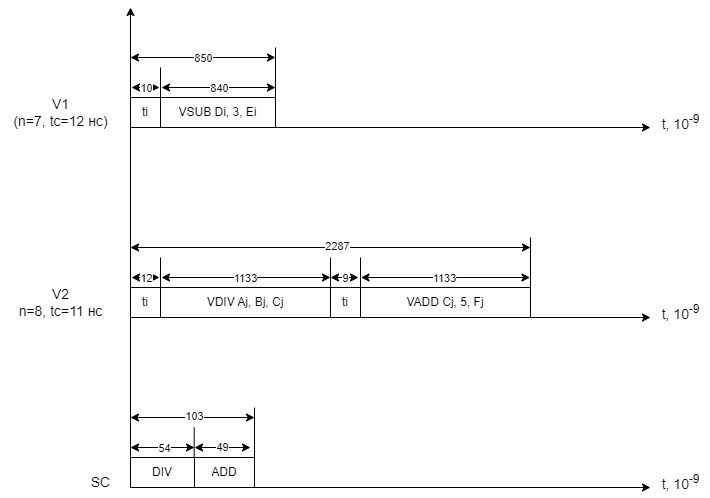 850
10
840
V1
(n=7, tc=12 нс)
ti
VSUB Di, 3, Ei
t, 10-9
2287
12
1133
9
1133
V2
n=8, tc=11 нс
ti
VDIV Aj, Bj, Cj
ti
VADD Cj, 5, Fj
t, 10-9
103
54
49
SC
DIV
ADD
t, 10-9